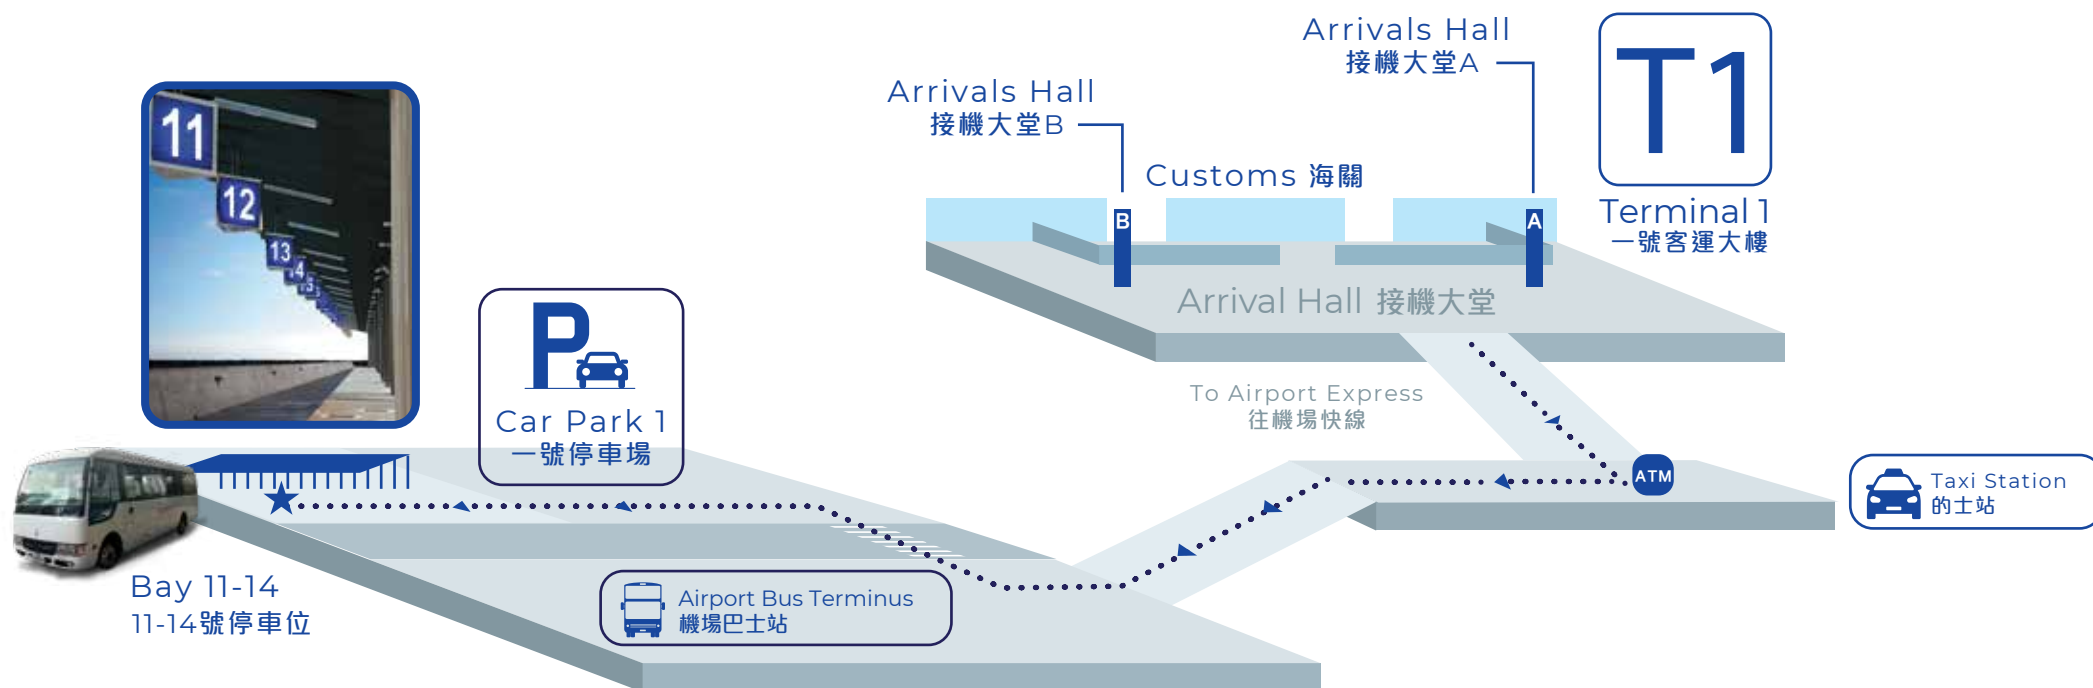 Arrivals Hall
接機大堂A
T1
Terminal 1
一號客運大樓
Arrivals Hall
接機大堂B
Customs 海關
B
A
Arrival Hall 接機大堂
To Airport Express
往機場快線
ATM
Taxi Station
的士站
11
12
13
P
Car Park 1
一號停車場
Bay 11-14
11-14號停車位
Airport Bus Terminus
機場巴士站